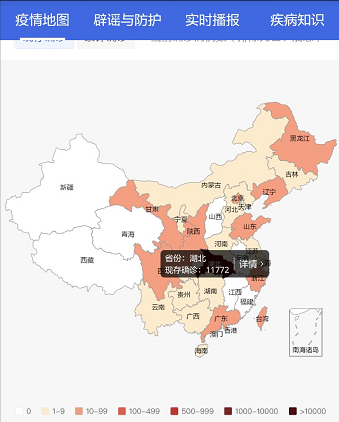 疫情地图 辟谣与防护 实时播报 疾病知识
黑龙江
吉林
内蒙古
新疆
辽宁
北京
甘肃
天津
河北
宁夏
山西
山东
陕西
青海
河南
西藏
省份：湖北
现存确诊：11772
详情 ›
浙江
江西
湖南
贵州
福建
云南
广西
广东
台湾
香港
澳门
海南
南海诸岛
0 1-9 10-99 100-499 500-999 1000-10000 >10000